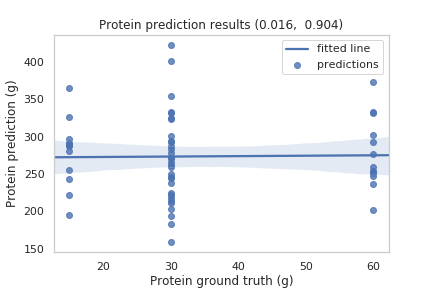 Protein prediction results (0.016,  0.904)
fitted line
predictions
Protein prediction (g)
400
350
300
250
200
150
20 30 40 50 60
Protein ground truth (g)